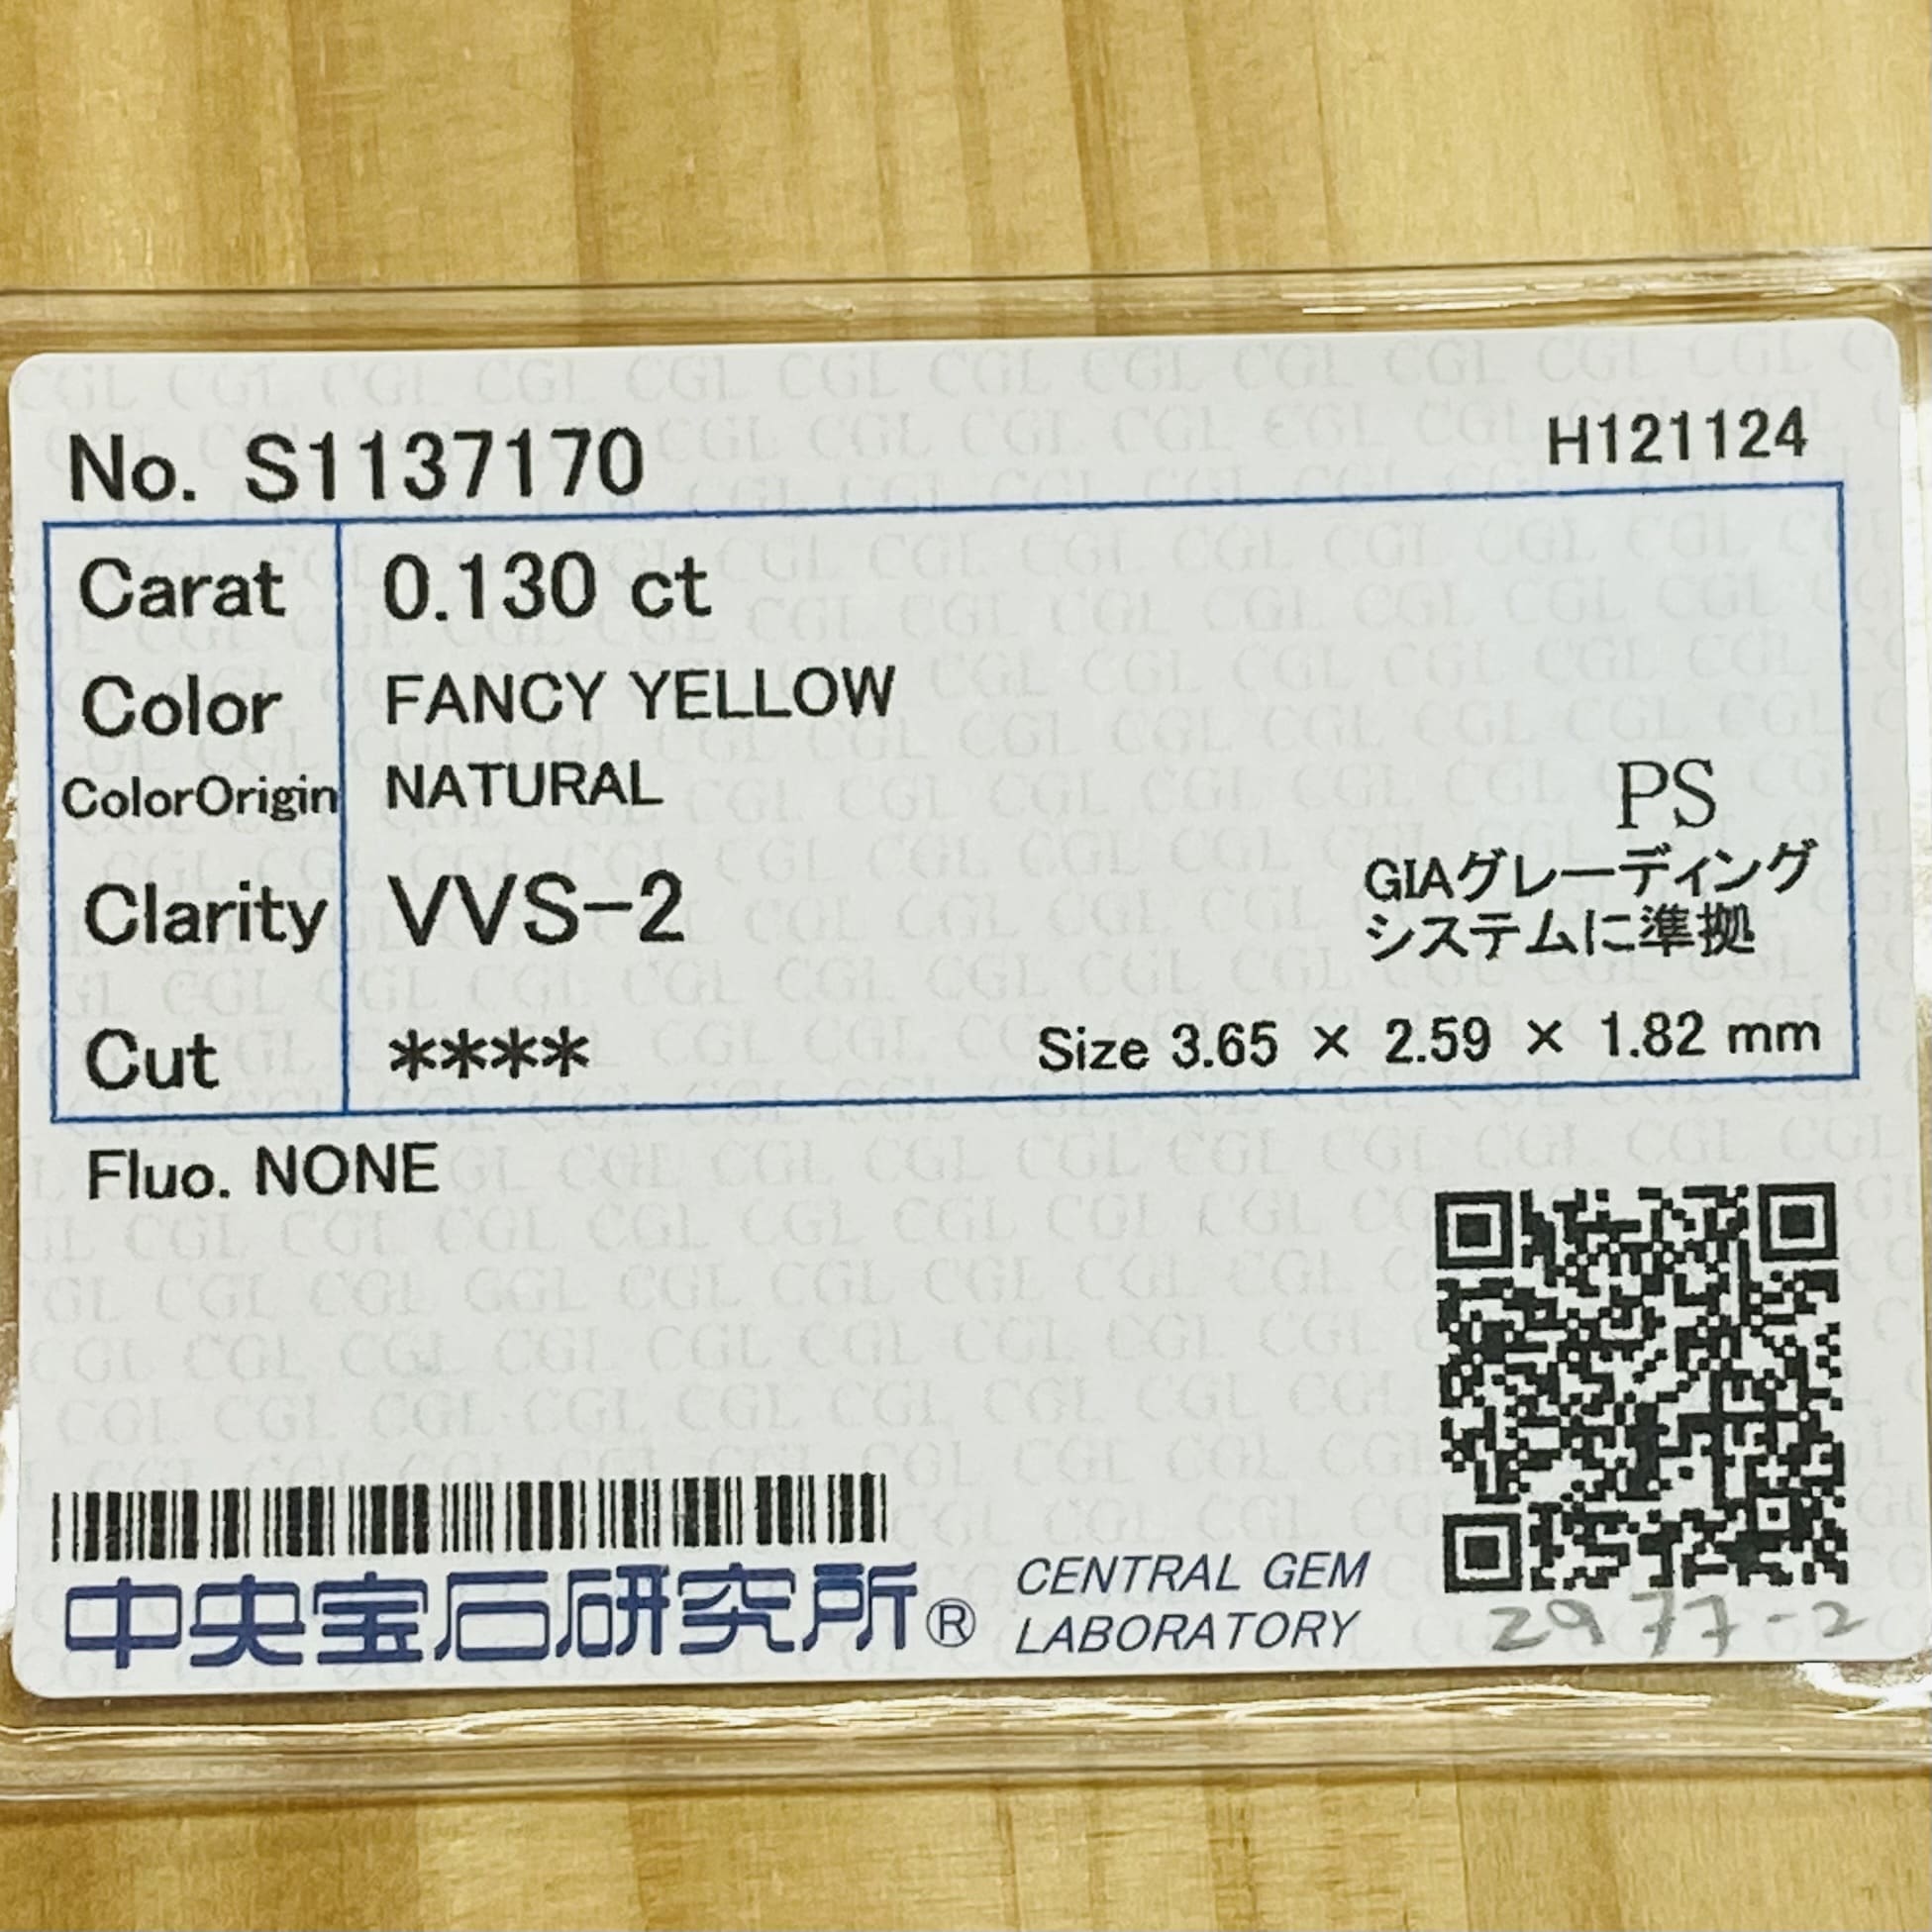 No. S1137170
H121124
Carat 0.130 ct
Color FANCY YELLOW
ColorOrigin NATURAL
PS
Clarity VVS-2
GIAグレーディング
システムに準拠
Cut ****
Size 3.65 × 2.59 × 1.82 mm
Fluo. NONE
中央宝石研究所®
CENTRAL GEM
LABORATORY
2977-2